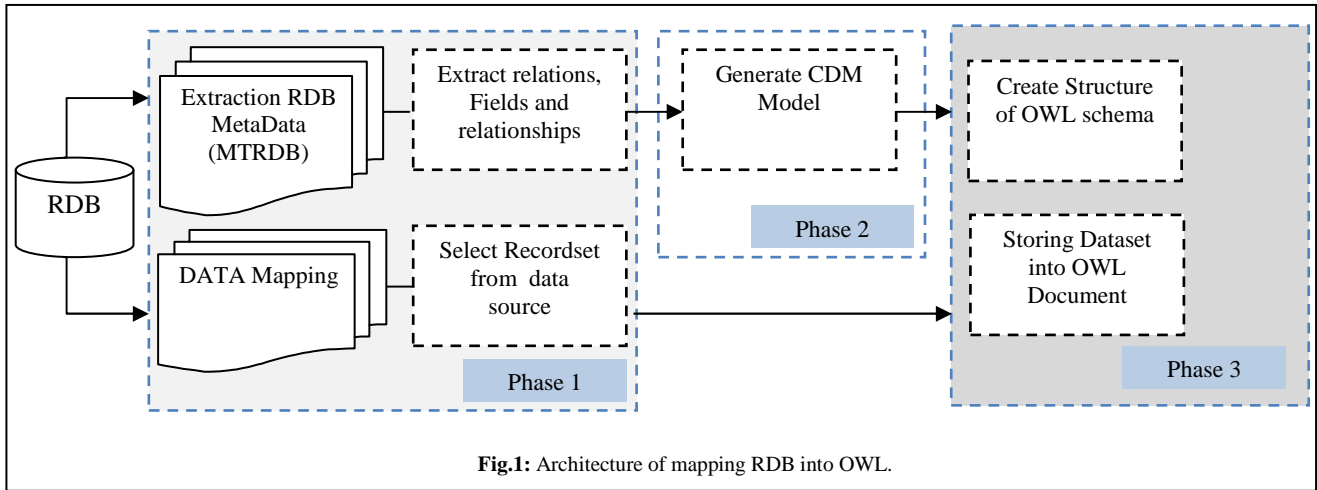 RDB
Extraction RDB
MetaData
(MTRDB)
Extract relations,
Fields and
relationships
DATA Mapping
Select Recordset
from data
source
Phase 1
Generate CDM
Model
Phase 2
Create Structure
of OWL schema
Storing Dataset
into OWL
Document
Phase 3
Fig.1: Architecture of mapping RDB into OWL.